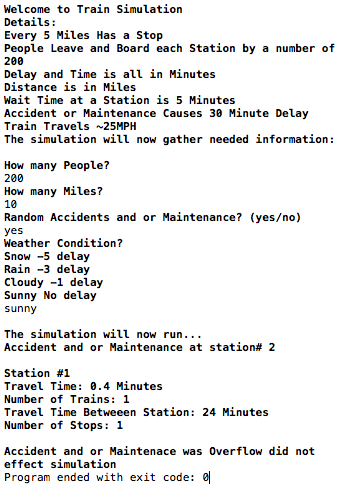 Welcome to Train Simulation
Details:
Every 5 Miles Has a Stop
People Leave and Board each Station by a number of
200
Delay and Time is all in Minutes
Distance is in Miles
Wait Time at a Station is 5 Minutes
Accident or Maintenance Causes 30 Minute Delay
Train Travels ~25MPH
The simulation will now gather needed information:

How many People?
200
How many Miles?
10
Random Accidents and or Maintenance? (yes/no)
yes
Weather Condition?
Snow -5 delay
Rain -3 delay
Cloudy -1 delay
Sunny No delay
sunny

The simulation will now run...
Accident and or Maintenance at station# 2

Station #1
Travel Time: 0.4 Minutes
Number of Trains: 1
Travel Time Betweeen Station: 24 Minutes
Number of Stops: 1

Accident and or Maintenace was Overflow did not
effect simulation
Program ended with exit code: 0